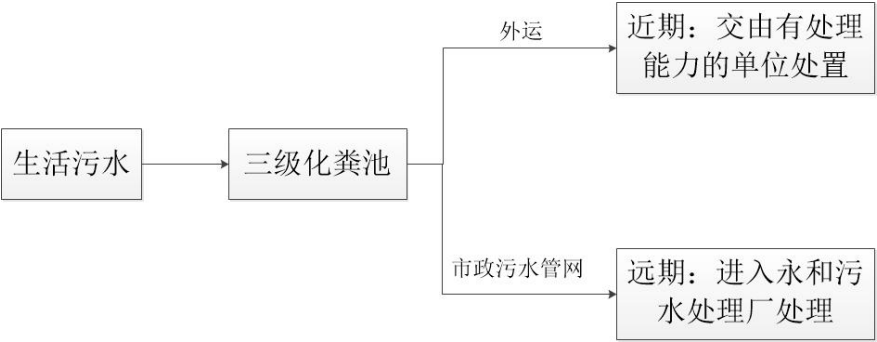 外运
近期：交由有处理
能力的单位处置
生活污水
三级化粪池
市政污水管网
远期：进入永和污
水处理厂处理